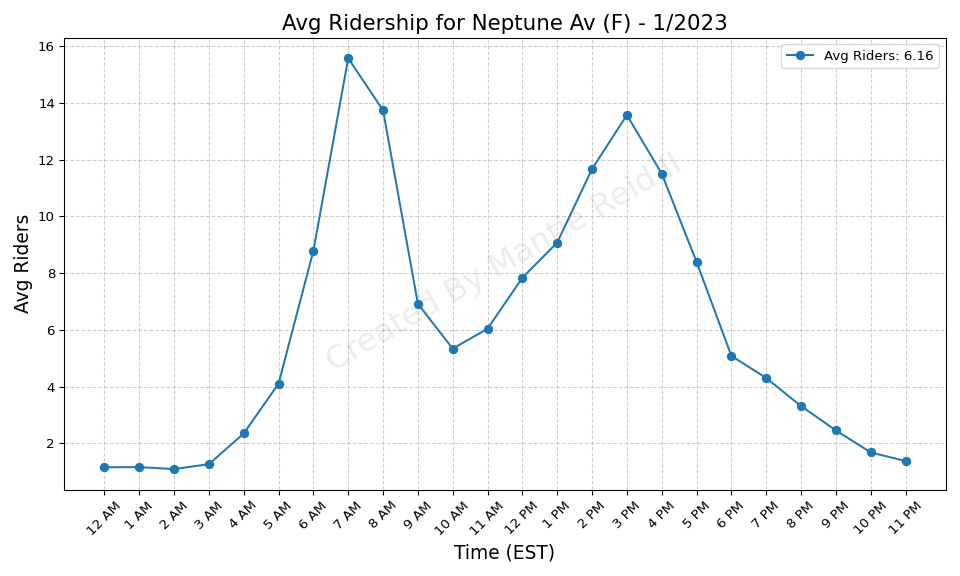 Avg Ridership for Neptune Av (F) - 1/2023
Avg Riders: 6.16
16
14
12
10
8
6
4
2
Avg Riders
Created By Mantle Reidall
12 AM
1 AM
2 AM
3 AM
4 AM
5 AM
6 AM
7 AM
8 AM
9 AM
10 AM
11 AM
12 PM
1 PM
2 PM
3 PM
4 PM
5 PM
6 PM
7 PM
8 PM
9 PM
10 PM
11 PM
Time (EST)